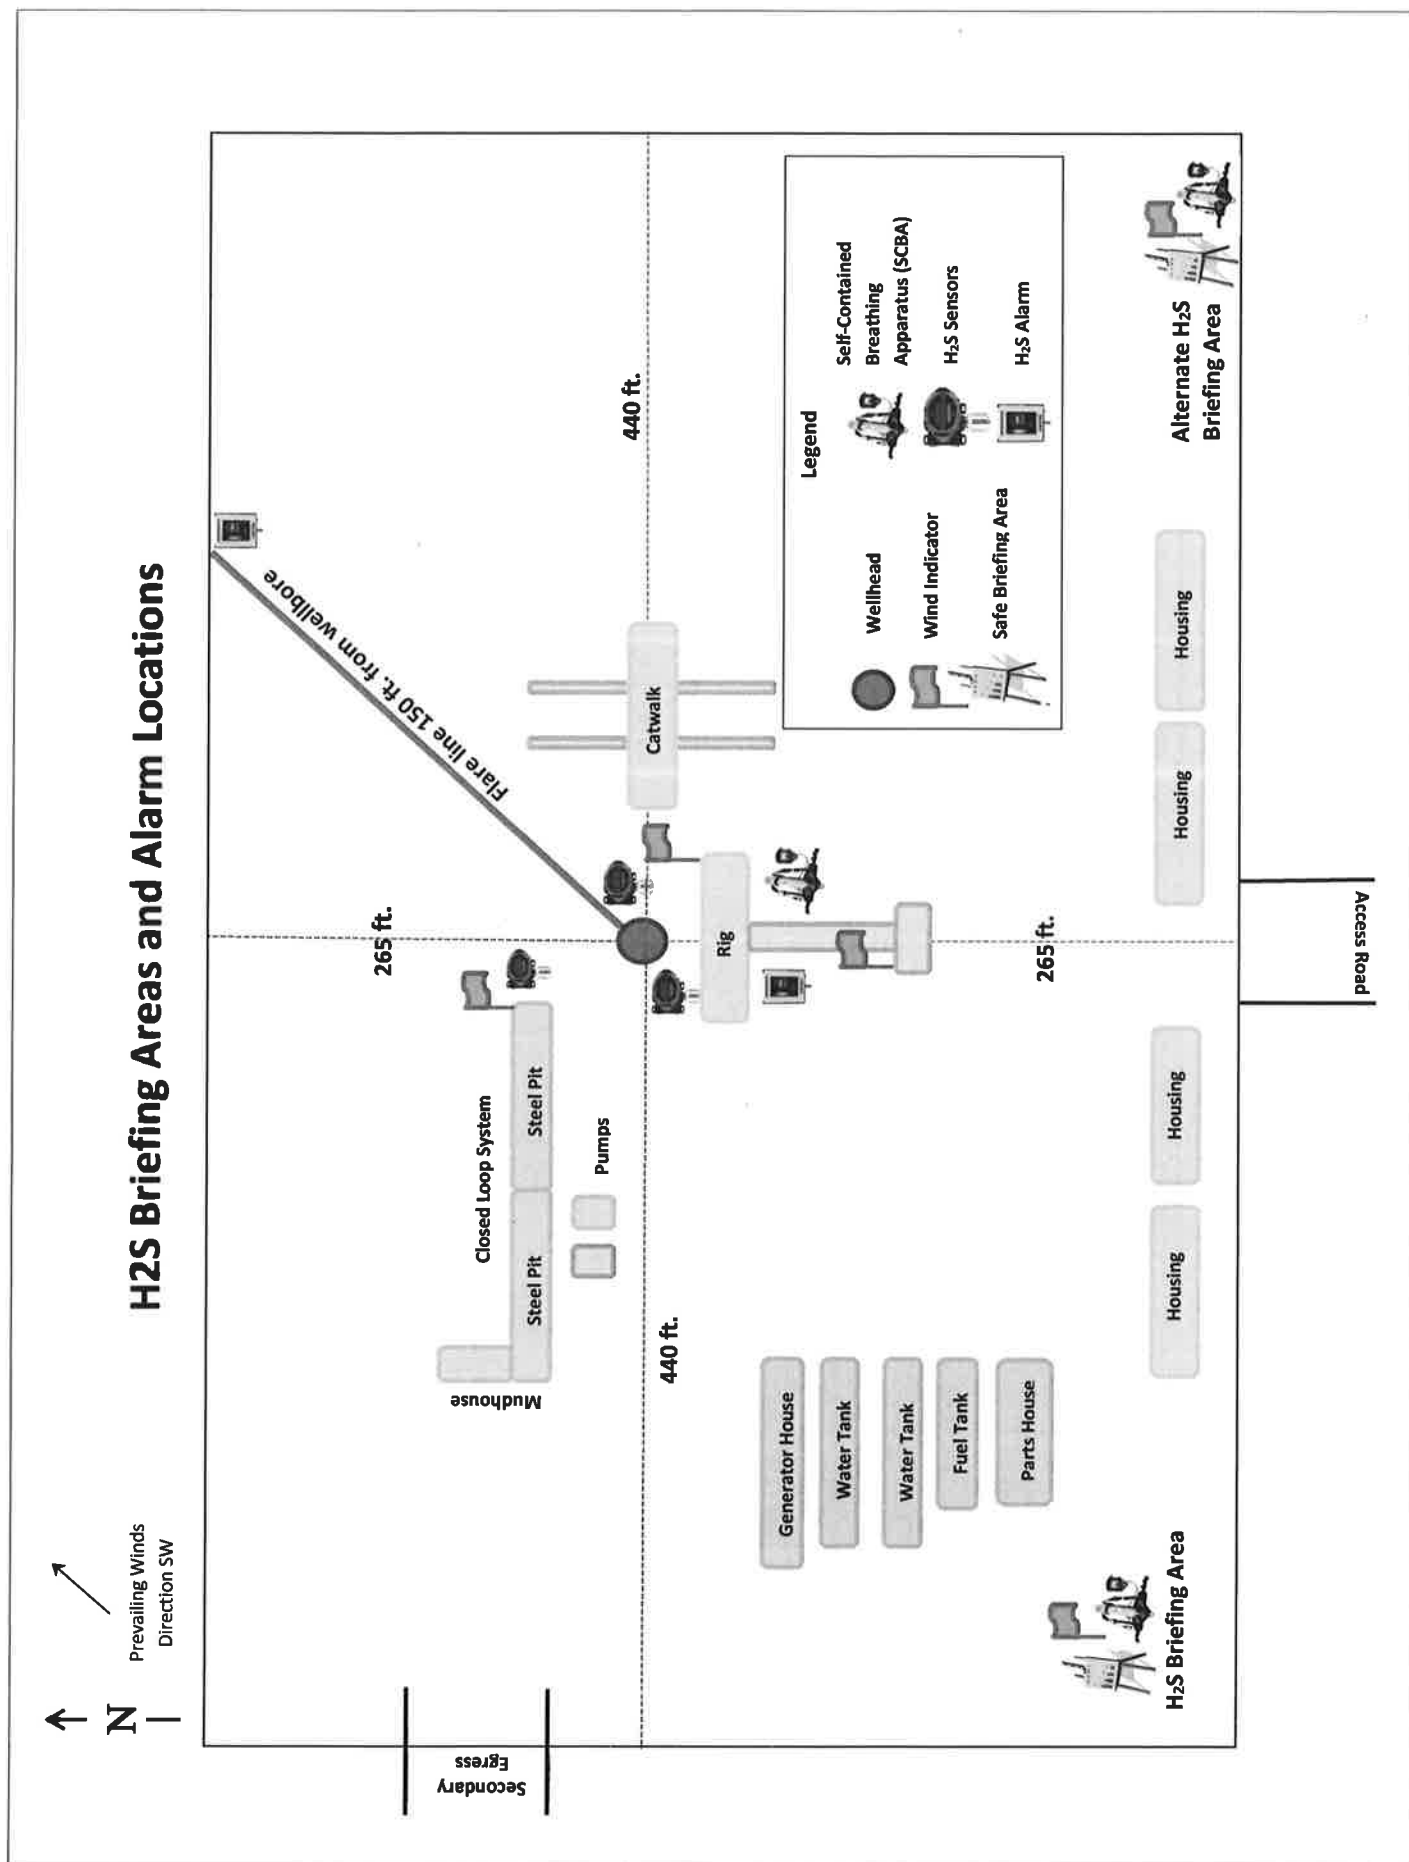 H2S Briefing Areas and Alarm Locations
Prevailing Winds
Direction SW
N
Secondary
Egress
265 ft.
Flare line 150 ft. from wellbore
Closed Loop System
Mudhouse
Steel Pit
Steel Pit
Pumps
440 ft.
440 ft.
Catwalk
Rig
Generator House
Water Tank
Water Tank
Fuel Tank
Parts House
265 ft.
Legend
Wellhead
Self-Contained
Breathing
Apparatus (SCBA)
Wind Indicator
H₂S Sensors
Safe Briefing Area
H₂S Alarm
H₂S Briefing Area
Housing
Housing
Housing
Housing
Alternate H₂S
Briefing Area
Access Road